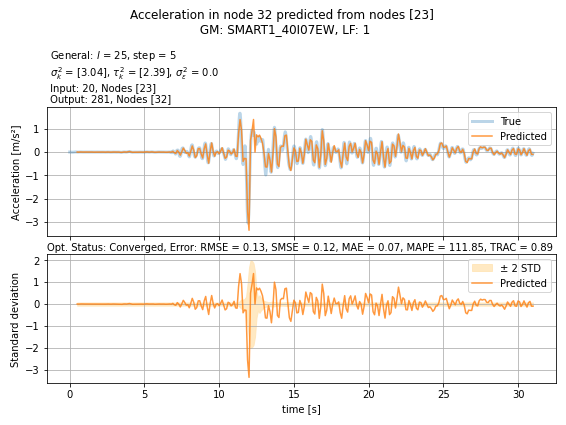 Acceleration in node 32 predicted from nodes [23]
GM: SMART1_40I07EW, LF: 1
General: l = 25, step = 5
σ²ₖ = [3.04], τ²ₖ = [2.39], σ²ε = 0.0
Input: 20, Nodes [23]
Output: 281, Nodes [32]
Acceleration [m/s²]
1
0
−1
−2
−3
True
Predicted
Opt. Status: Converged, Error: RMSE = 0.13, SMSE = 0.12, MAE = 0.07, MAPE = 111.85, TRAC = 0.89
Standard deviation
2
1
0
−1
−2
−3
± 2 STD
Predicted
0 5 10 15 20 25 30
time [s]